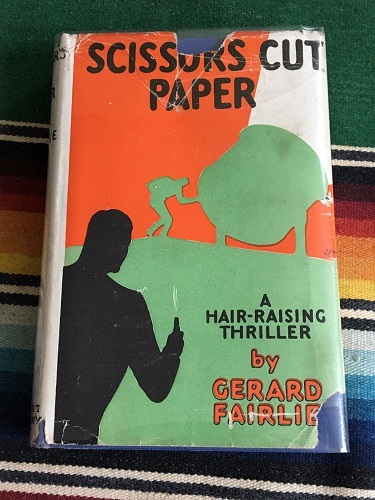 SCISSORS CUT
PAPER
A
HAIR-RAISING
THRILLER
by
GERARD
FAIRLIE